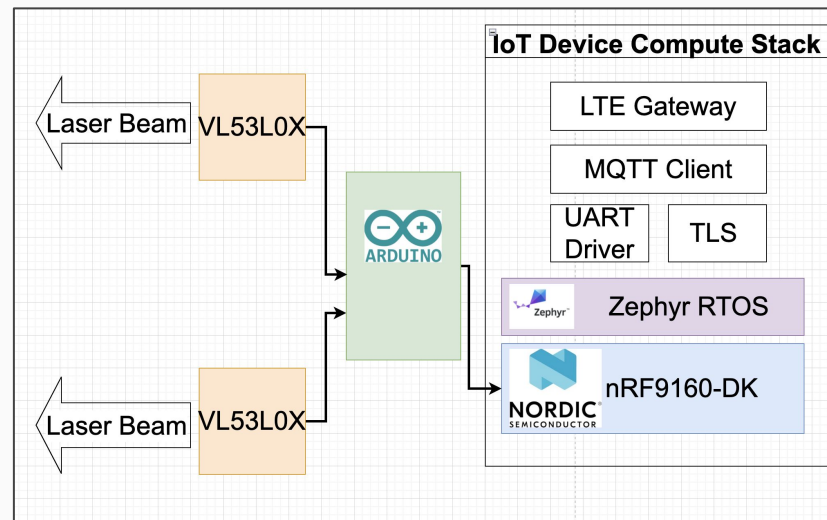 IoT Device Compute Stack
LTE Gateway
Laser Beam
VL53L0X
MQTT Client
UART
Driver
TLS
ARDUINO
Zephyr™
Zephyr RTOS
nRF9160-DK
NORDIC®
SEMICONDUCTOR
Laser Beam
VL53L0X